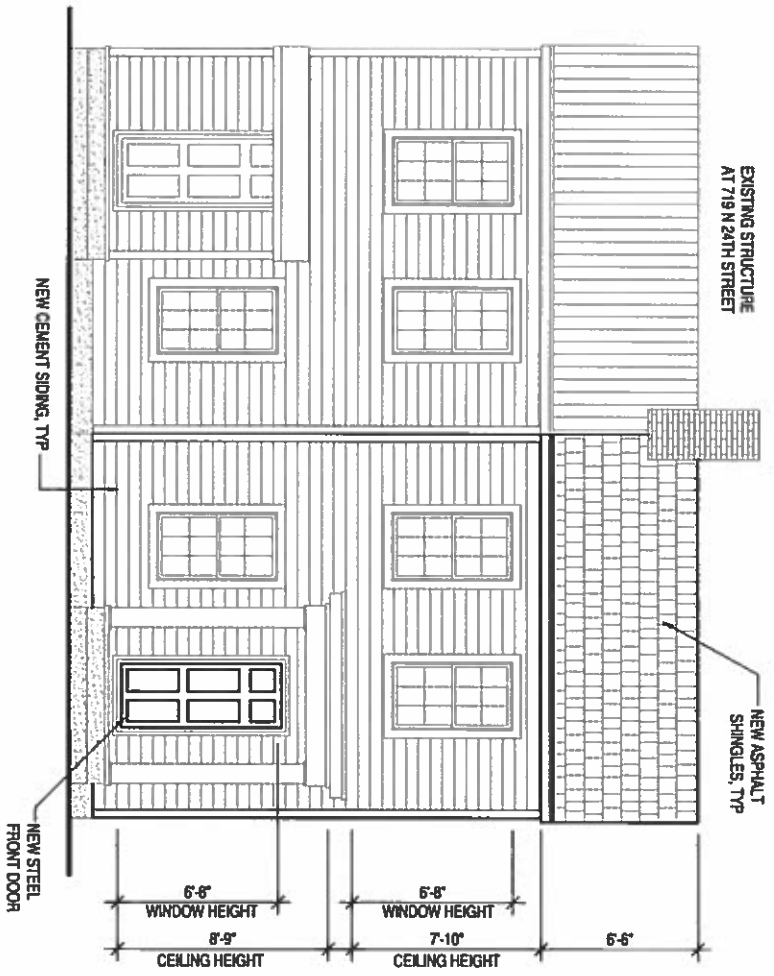 EXISTING STRUCTURE
AT 719 N 24TH STREET
NEW ASPHALT
SHINGLES, TYP
NEW CEMENT SIDING, TYP
NEW STEEL
FRONT DOOR
6'-8"
WINDOW HEIGHT
6'-8"
WINDOW HEIGHT
8'-9"
CEILING HEIGHT
7'-10"
CEILING HEIGHT
6'-6"